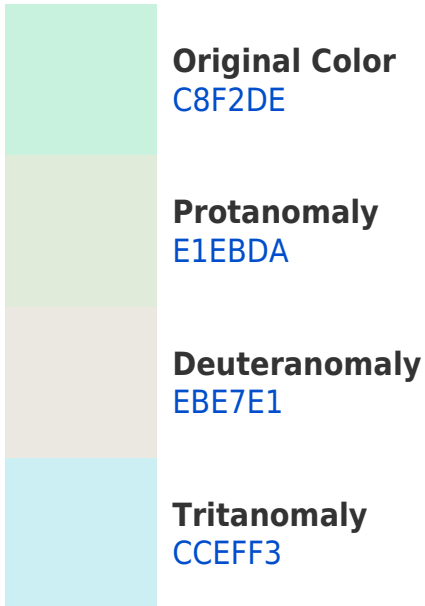 Original Color
C8F2DE
Protanomaly
E1EBDA
Deuteranomaly
EBE7E1
Tritanomaly
CCEFF3